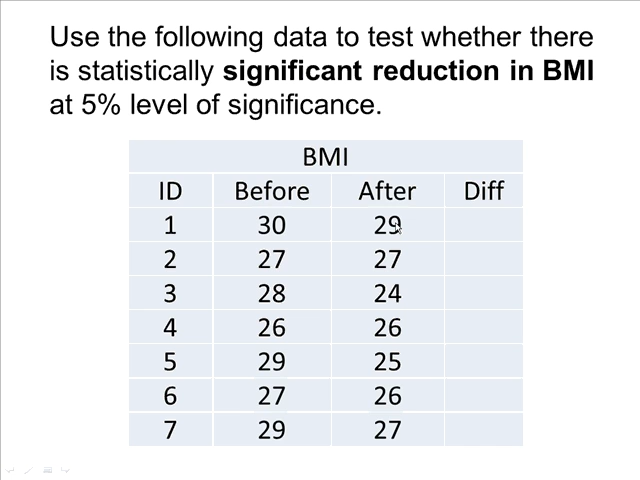 Use the following data to test whether there
is statistically significant reduction in BMI
at 5% level of significance.
BMI
ID Before After Diff
1 30 29
2 27 27
3 28 24
4 26 26
5 29 25
6 27 26
7 29 27